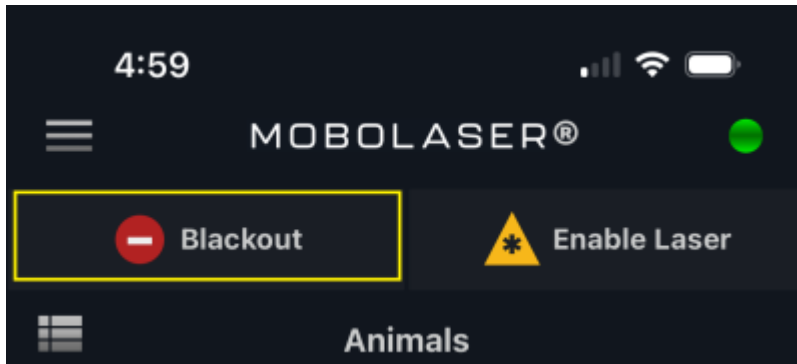 4:59
MOBOLASER®
Blackout
Enable Laser
Animals